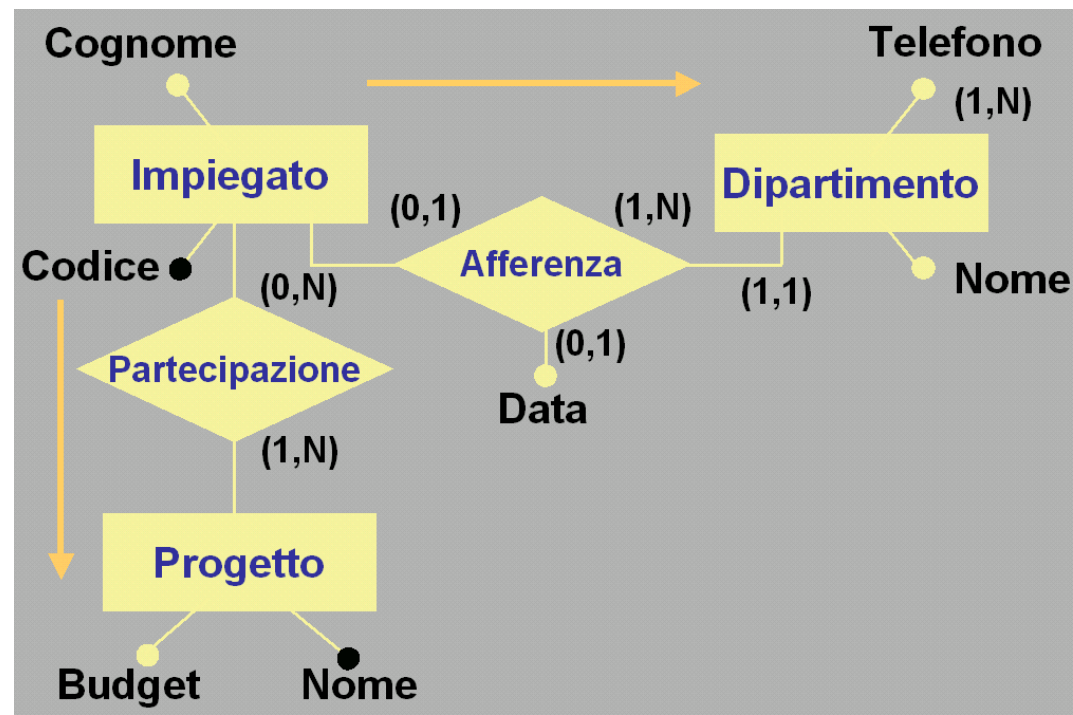 Cognome
Telefono
(1,N)
Impiegato
Dipartimento
(0,1)
(1,N)
Afferenza
Codice
(0,N)
(1,1)
Nome
(0,1)
Partecipazione
Data
(1,N)
Progetto
Budget
Nome